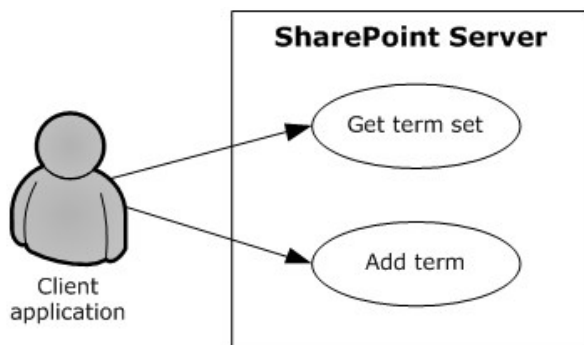 SharePoint Server
Get term set
Add term
Client
application